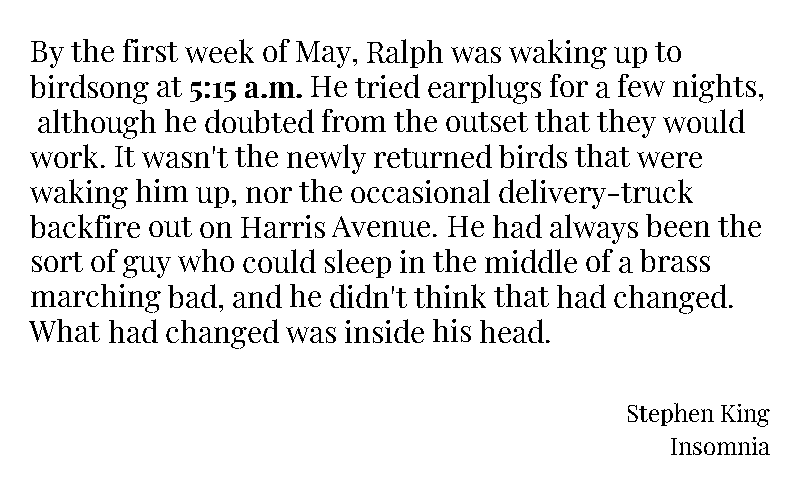 By the first week of May, Ralph was waking up to
birdsong at 5:15 a.m. He tried earplugs for a few nights,
although he doubted from the outset that they would
work. It wasn't the newly returned birds that were
waking him up, nor the occasional delivery-truck
backfire out on Harris Avenue. He had always been the
sort of guy who could sleep in the middle of a brass
marching bad, and he didn't think that had changed.
What had changed was inside his head.
Stephen King
Insomnia